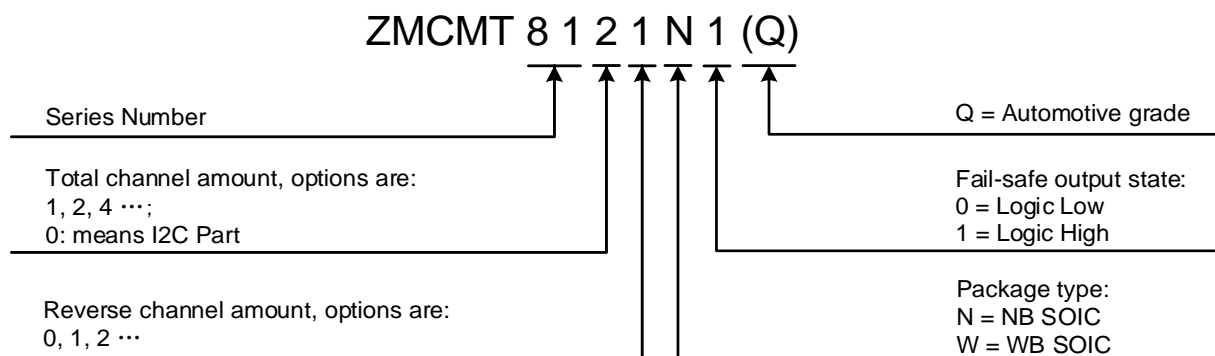 ZMCMT 8 1 2 1 N 1 (Q)
Series Number
Total channel amount, options are:
1, 2, 4 ⋯;
0: means I2C Part
Reverse channel amount, options are:
0, 1, 2 ⋯
Q = Automotive grade
Fail-safe output state:
0 = Logic Low
1 = Logic High
Package type:
N = NB SOIC
W = WB SOIC